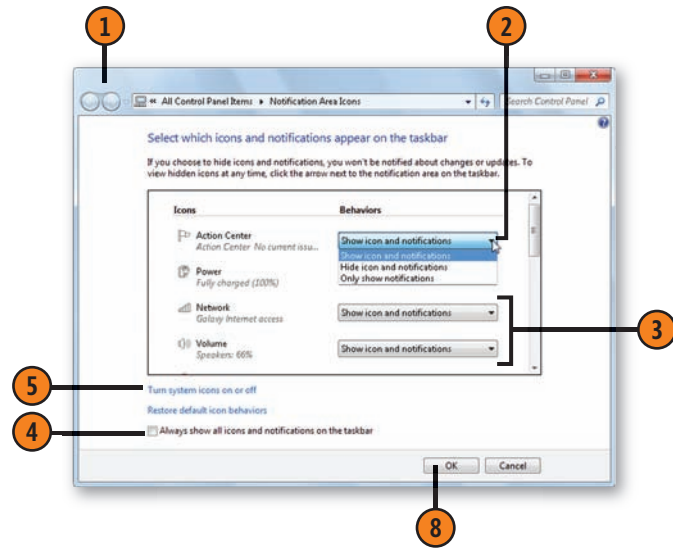 1
2
« All Control Panel Items ▸ Notification Area Icons
Search Control Panel
Select which icons and notifications appear on the taskbar
If you choose to hide icons and notifications, you won't be notified about changes or updates. To
view hidden icons at any time, click the arrow next to the notification area on the taskbar.
Icons Behaviors
Action Center
Action Center No current issu...
Show icon and notifications
Show icon and notifications
Hide icon and notifications
Only show notifications
Power
Fully charged (100%)
Network
Galaxy Internet access
Show icon and notifications
3
Volume
Speakers: 66%
Show icon and notifications
5
Turn system icons on or off
Restore default icon behaviors
4
Always show all icons and notifications on the taskbar
OK Cancel
8